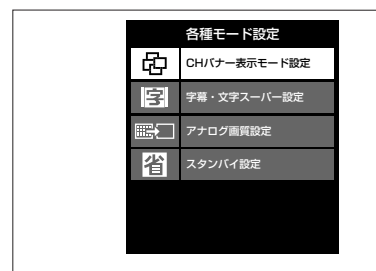 各種モード設定
CHバナー表示モード設定
字
字幕・文字スーパー設定
アナログ画質設定
省
スタンバイ設定